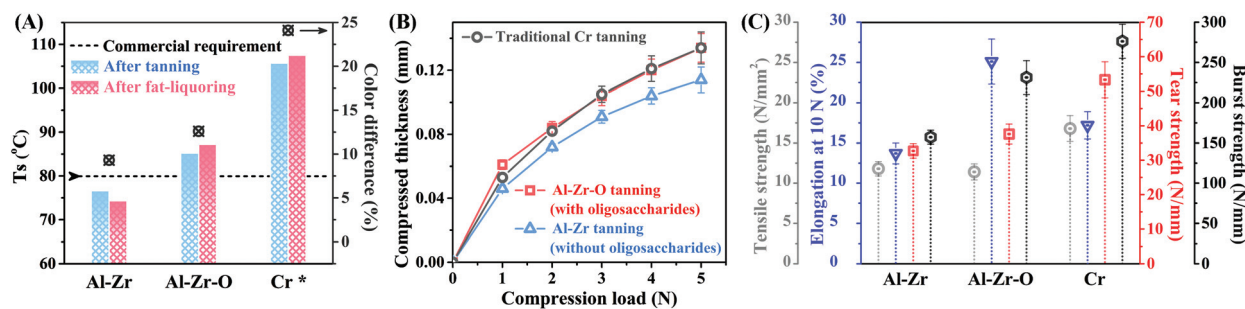 (A)
Ts (°C)
115
110
105
100
95
90
85
80
75
70
65
60
Commercial requirement
After tanning
After fat-liquoring
25
20
15
10
5
0
Color difference (%)
Al-Zr
Al-Zr-O
Cr *
(B)
Compressed thickness (mm)
0.12
0.08
0.04
0.00
Traditional Cr tanning
Al-Zr-O tanning
(with oligosaccharides)
Al-Zr tanning
(without oligosaccharides)
0
1
2
3
4
5
Compression load (N)
(C)
Tensile strength (N/mm²)
30
25
20
15
10
5
0
Elongation at 10 N (%)
30
25
20
15
10
5
0
Al-Zr
Al-Zr-O
Cr
70
60
50
40
30
20
10
0
Tear strength (N/mm)
300
250
200
150
100
50
0
Burst strength (N/mm)